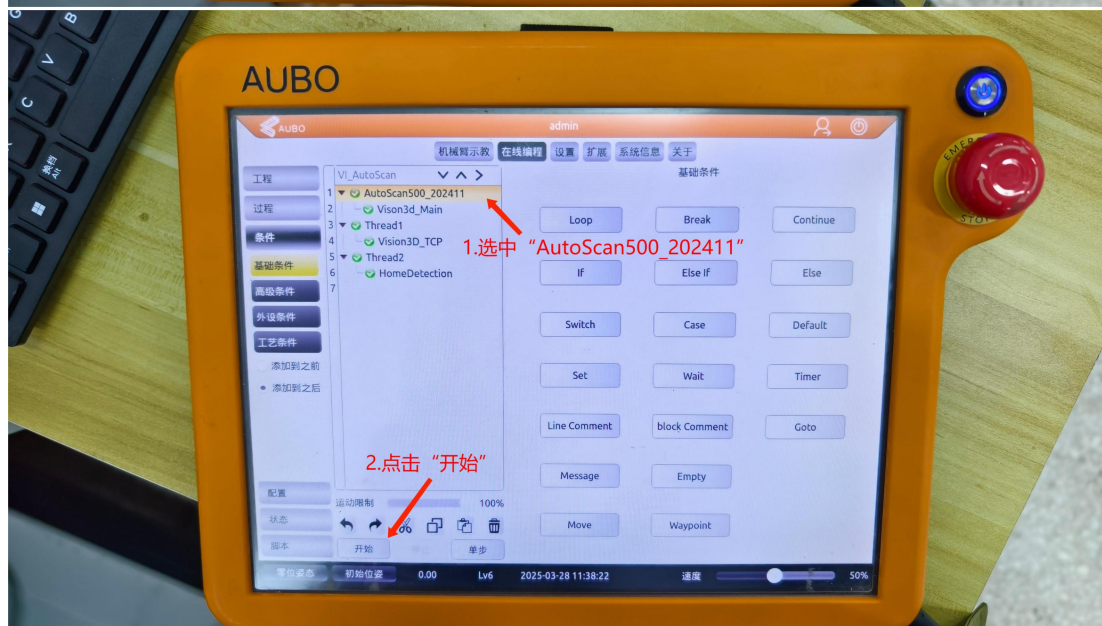 AUBO
AUBO
admin
机械臂示教 在线编程 设置 扩展 系统信息 关于
工程
过程
条件
基础条件
高级条件
外设条件
工艺条件
添加到之前
添加到之后
配置
状态
脚本
VI_AutoScan
1 AutoScan500_202411
2 Vison3d_Main
3 Thread1
4 Vision3D_TCP
5 Thread2
6 HomeDetection
7
1.选中“AutoScan500_202411”
2.点击“开始”
运动限制 100%
开始 单步
基础条件
Loop Break Continue
If Else If Else
Switch Case Default
Set Wait Timer
Line Comment block Comment Goto
Message Empty
Move Waypoint
零位姿态 初始位姿 0.00 Lv6 2025-03-28 11:38:22 速度 50%
STOP
B
V
C
换档
Alt